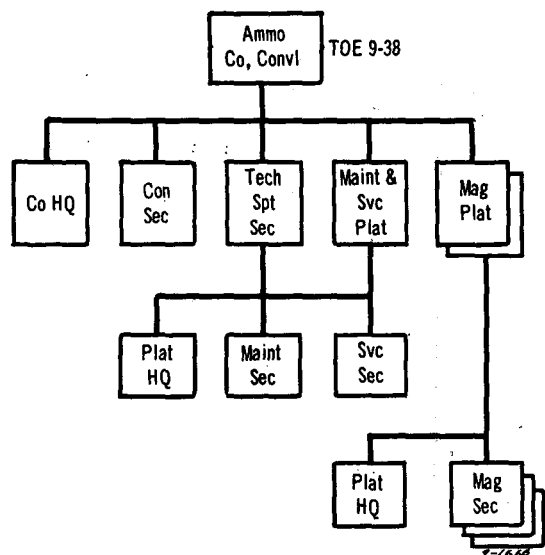 Ammo
Co, Convl
TOE 9-38
Co HQ
Con
Sec
Tech
Spt
Sec
Maint &
Svc
Plat
Mag
Plat
Plat
HQ
Maint
Sec
Svc
Sec
Plat
HQ
Mag
Sec